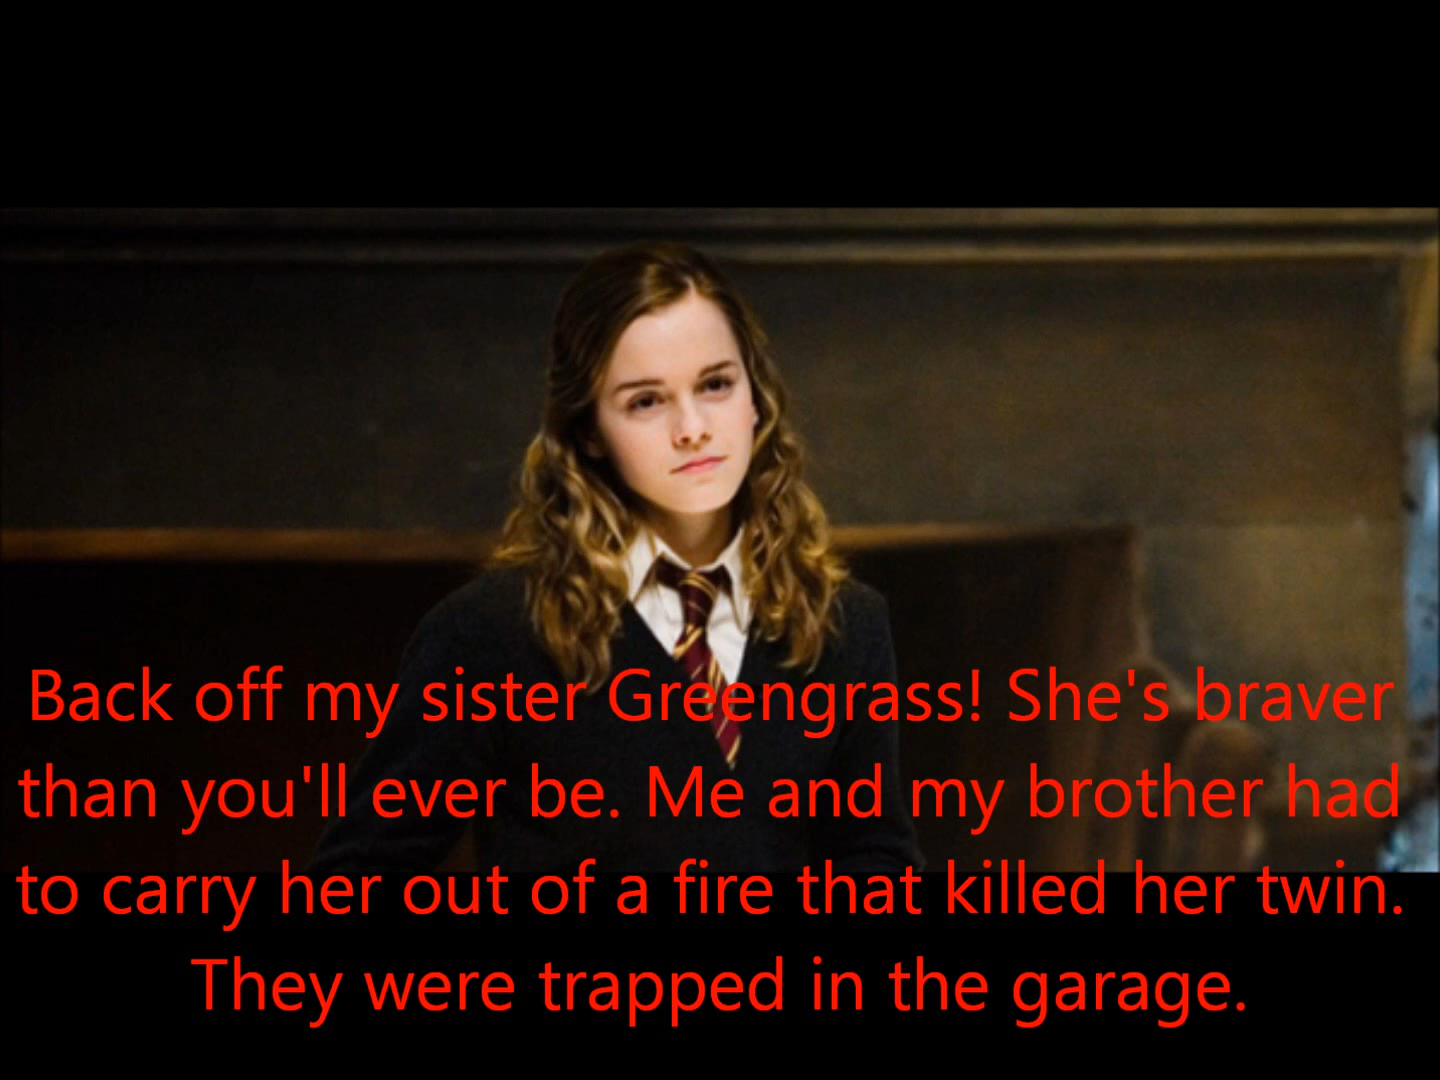 Back off my sister Greengrass! She's braver
than you'll ever be. Me and my brother had
to carry her out of a fire that killed her twin.
They were trapped in the garage.